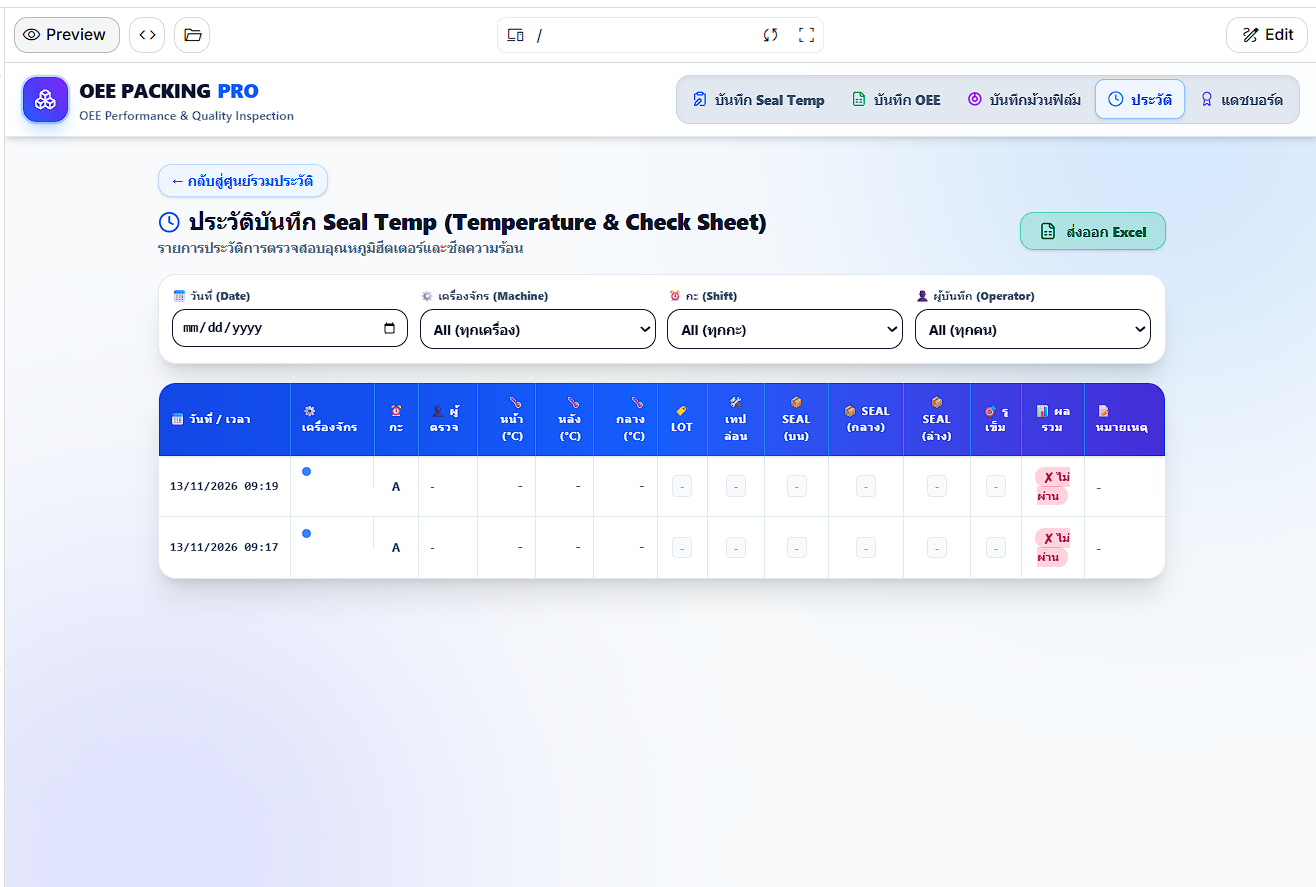 Preview
/
Edit
OEE PACKING PRO
OEE Performance & Quality Inspection
บันทึก Seal Temp
บันทึก OEE
บันทึกม้วนฟิล์ม
ประวัติ
แดชบอร์ด
← กลับสู่ศูนย์รวมประวัติ
ประวัติบันทึก Seal Temp (Temperature & Check Sheet)
รายการประวัติการตรวจสอบอุณหภูมิฮีตเตอร์และซีลความร้อน
ส่งออก Excel
วันที่ (Date)
เครื่องจักร (Machine)
กะ (Shift)
ผู้บันทึก (Operator)
mm/dd/yyyy
All (ทุกเครื่อง)
All (ทุกกะ)
All (ทุกคน)
วันที่ / เวลา
เครื่องจักร
กะ
ผู้
ตรวจ
หน้า
(°C)
หลัง
(°C)
กลาง
(°C)
LOT
เทป
ล่อน
SEAL
(บน)
SEAL
(กลาง)
SEAL
(ล่าง)
รู
เข็ม
ผล
รวม
หมายเหตุ
13/11/2026 09:19
A
-
-
-
-
-
-
-
-
-
-
✗ ไม่
ผ่าน
-
13/11/2026 09:17
A
-
-
-
-
-
-
-
-
-
-
✗ ไม่
ผ่าน
-